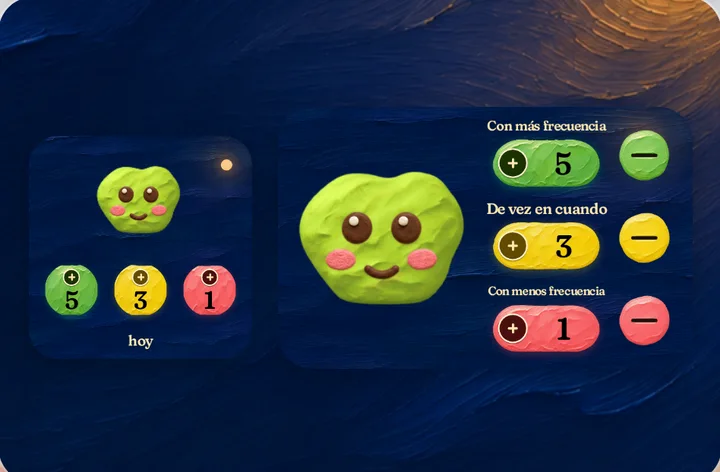 + + +
5 3 1
hoy
Con más frecuencia
+ 5 −
De vez en cuando
+ 3 −
Con menos frecuencia
+ 1 −